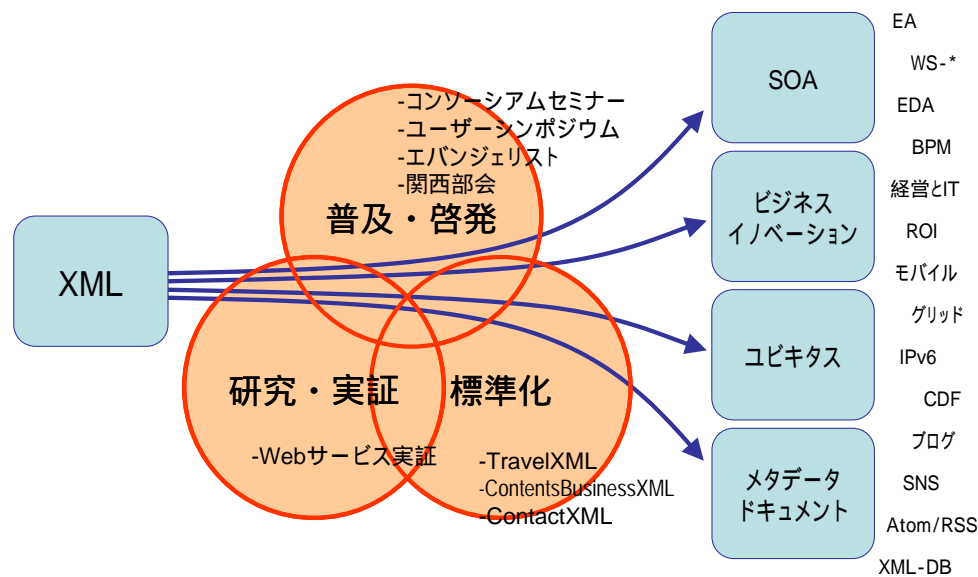 XML
-コンソーシアムセミナー
-ユーザーシンポジウム
-エバンジェリスト
-関西部会
普及・啓発
研究・実証
-Webサービス実証
標準化
-TravelXML
-ContentsBusinessXML
-ContactXML
SOA
ビジネス
イノベーション
ユビキタス
メタデータ
ドキュメント
EA
WS-*
EDA
BPM
経営とIT
ROI
モバイル
グリッド
IPv6
CDF
ブログ
SNS
Atom/RSS
XML-DB